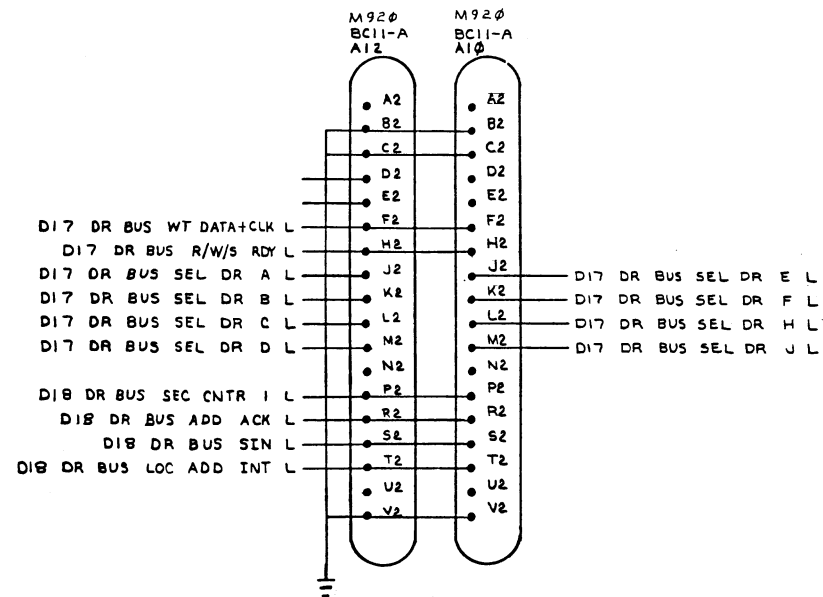 M92Ø M92Ø
BC11-A BC11-A
A12 A1Ø
A2 A2
B2 B2
C2 C2
D2 D2
E2 E2
D17 DR BUS WT DATA+CLK L F2 F2
D17 DR BUS R/W/S RDY L H2 H2
D17 DR BUS SEL DR A L J2 J2 D17 DR BUS SEL DR E L
D17 DR BUS SEL DR B L K2 K2 D17 DR BUS SEL DR F L
D17 DR BUS SEL DR C L L2 L2 D17 DR BUS SEL DR H L
D17 DR BUS SEL DR D L M2 M2 D17 DR BUS SEL DR J L
N2 N2
D18 DR BUS SEC CNTR 1 L P2 P2
D18 DR BUS ADD ACK L R2 R2
D18 DR BUS SIN L S2 S2
D18 DR BUS LOC ADD INT L T2 T2
U2 U2
V2 V2